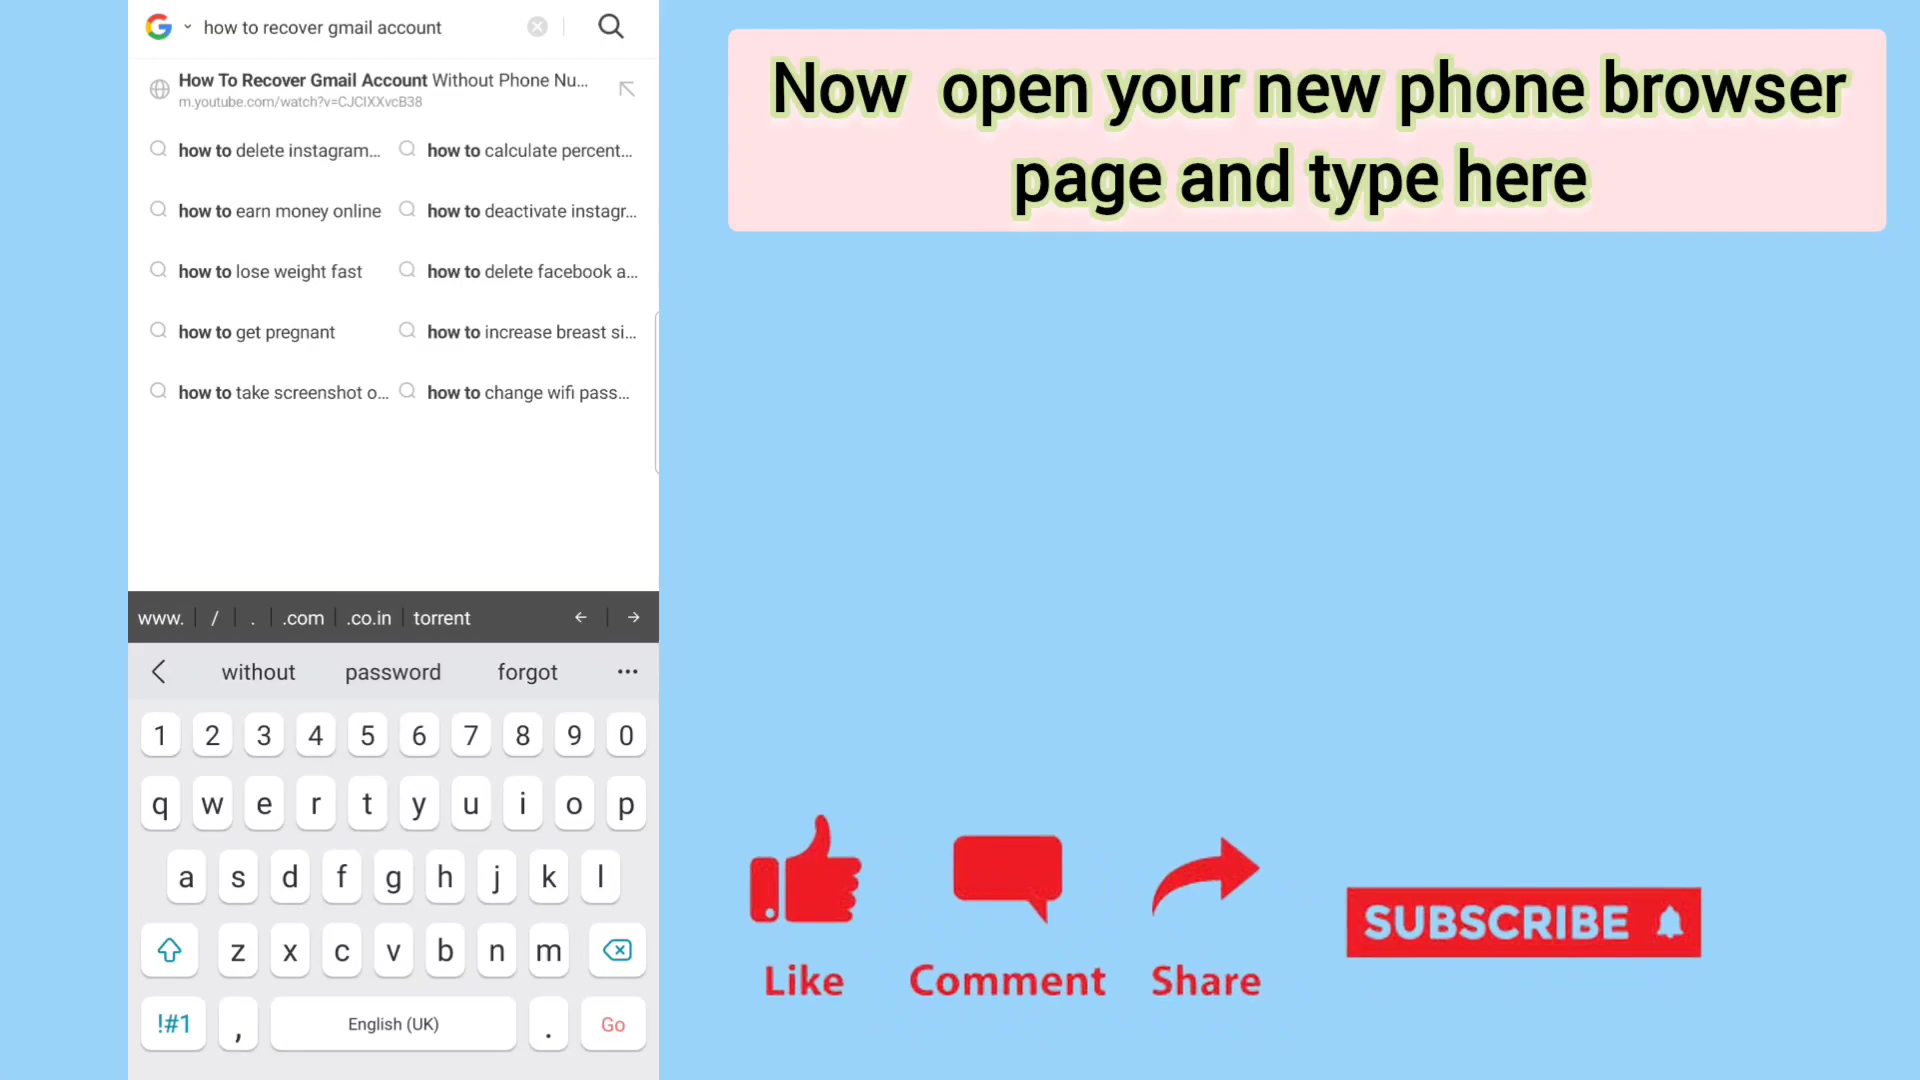 how to recover gmail account
How To Recover Gmail Account Without Phone Nu...
m.youtube.com/watch?v=CJCIXXvcB38
how to delete instagram... how to calculate percent...
how to earn money online how to deactivate instagr...
how to lose weight fast how to delete facebook a...
how to get pregnant how to increase breast si...
how to take screenshot o... how to change wifi pass...
www. / . .com .co.in torrent
without password forgot
1 2 3 4 5 6 7 8 9 0
q w e r t y u i o p
a s d f g h j k l
z x c v b n m
!#1 , English (UK) . Go
Now open your new phone browser
page and type here
Like Comment Share
SUBSCRIBE